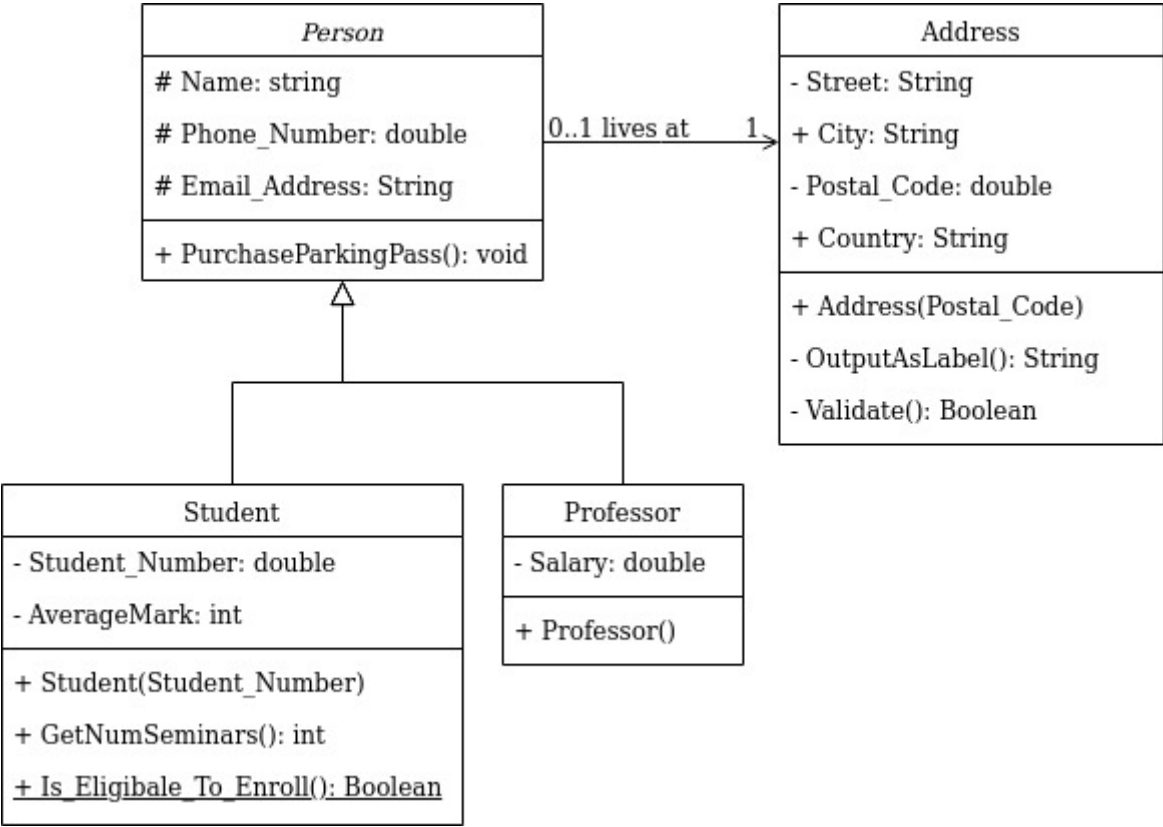 Person
# Name: string
# Phone_Number: double
# Email_Address: String
+ PurchaseParkingPass(): void
0..1 lives at 1
Address
- Street: String
+ City: String
- Postal_Code: double
+ Country: String
+ Address(Postal_Code)
- OutputAsLabel(): String
- Validate(): Boolean
Student
- Student_Number: double
- AverageMark: int
+ Student(Student_Number)
+ GetNumSeminars(): int
+ Is_Eligibale_To_Enroll(): Boolean
Professor
- Salary: double
+ Professor()